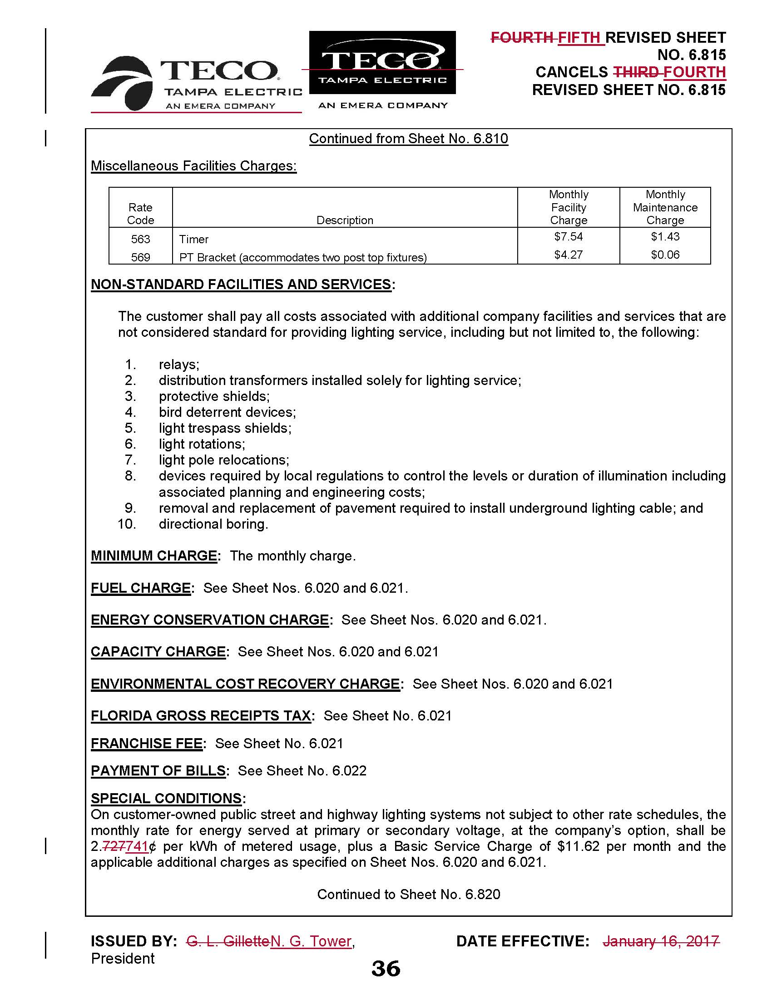 FOURTH FIFTH REVISED SHEET
NO. 6.815
CANCELS THIRD FOURTH
REVISED SHEET NO. 6.815
TECO®
TAMPA ELECTRIC
AN EMERA COMPANY
TECO®
TAMPA ELECTRIC
AN EMERA COMPANY
Continued from Sheet No. 6.810
Miscellaneous Facilities Charges:
Rate Code Description Monthly Facility Charge Monthly Maintenance Charge
563 Timer $7.54 $1.43
569 PT Bracket (accommodates two post top fixtures) $4.27 $0.06
NON-STANDARD FACILITIES AND SERVICES:
The customer shall pay all costs associated with additional company facilities and services that are
not considered standard for providing lighting service, including but not limited to, the following:
1. relays;
2. distribution transformers installed solely for lighting service;
3. protective shields;
4. bird deterrent devices;
5. light trespass shields;
6. light rotations;
7. light pole relocations;
8. devices required by local regulations to control the levels or duration of illumination including
associated planning and engineering costs;
9. removal and replacement of pavement required to install underground lighting cable; and
10. directional boring.
MINIMUM CHARGE: The monthly charge.
FUEL CHARGE: See Sheet Nos. 6.020 and 6.021.
ENERGY CONSERVATION CHARGE: See Sheet Nos. 6.020 and 6.021.
CAPACITY CHARGE: See Sheet Nos. 6.020 and 6.021
ENVIRONMENTAL COST RECOVERY CHARGE: See Sheet Nos. 6.020 and 6.021
FLORIDA GROSS RECEIPTS TAX: See Sheet No. 6.021
FRANCHISE FEE: See Sheet No. 6.021
PAYMENT OF BILLS: See Sheet No. 6.022
SPECIAL CONDITIONS:
On customer-owned public street and highway lighting systems not subject to other rate schedules, the
monthly rate for energy served at primary or secondary voltage, at the company's option, shall be
2.727741¢ per kWh of metered usage, plus a Basic Service Charge of $11.62 per month and the
applicable additional charges as specified on Sheet Nos. 6.020 and 6.021.
Continued to Sheet No. 6.820
ISSUED BY: G. L. GilletteN. G. Tower, DATE EFFECTIVE: January 16, 2017
President
36